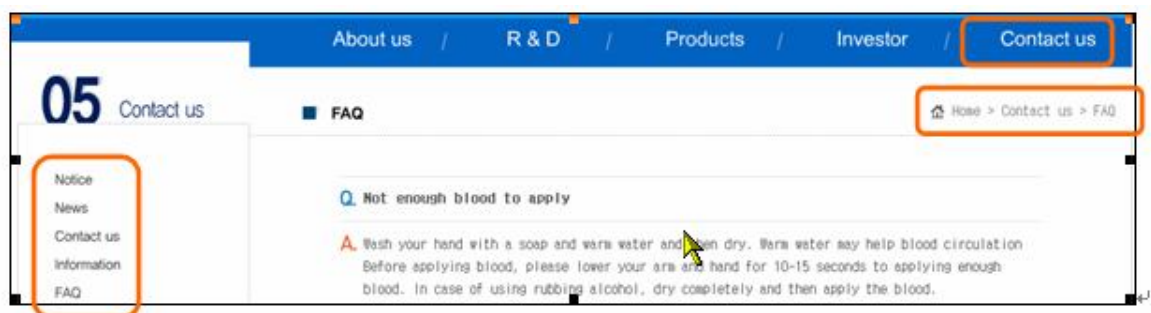 About us / R & D / Products / Investor / Contact us
05 Contact us
FAQ
Home > Contact us > FAQ
Notice
News
Contact us
Information
FAQ
Q. Not enough blood to apply
A. Wash your hand with a soap and warm water and then dry. Warm water may help blood circulation
Before applying blood, please lower your arm and hand for 10-15 seconds to applying enough
blood. In case of using rubbing alcohol, dry completely and then apply the blood.